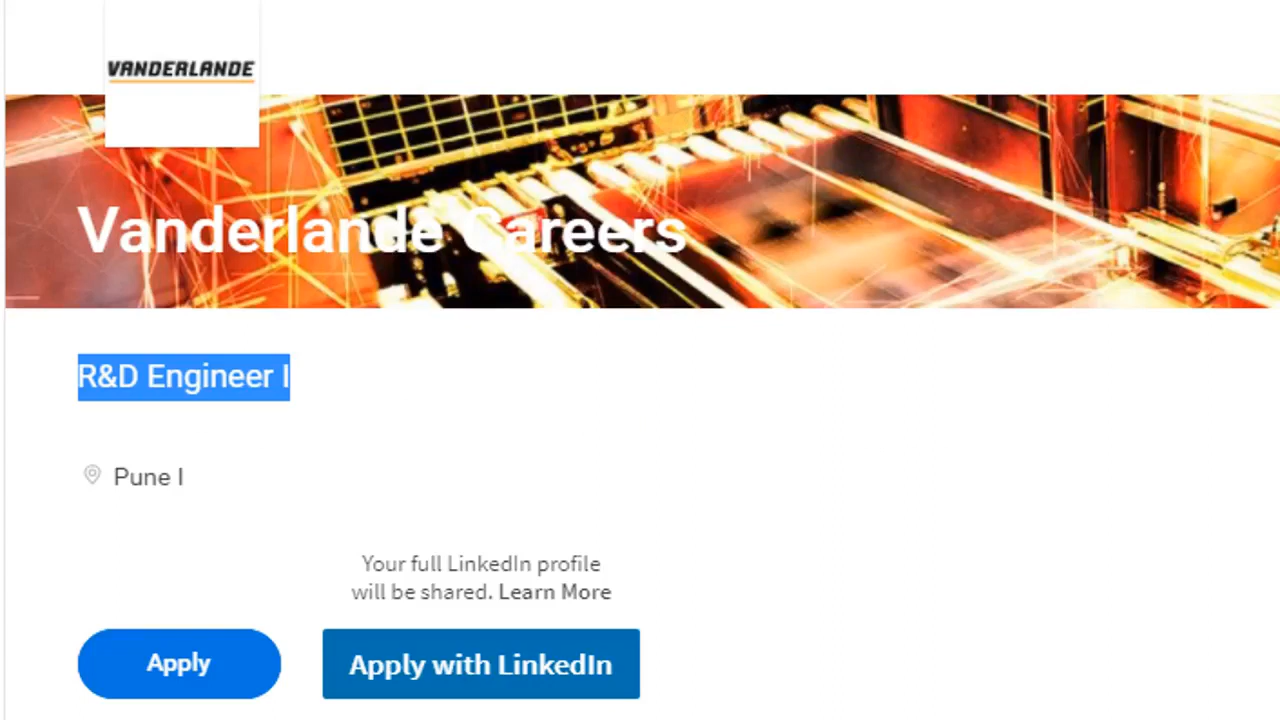 VANDERLANDE
Vanderlande Careers
R&D Engineer I
Pune I
Your full LinkedIn profile
will be shared. Learn More
Apply
Apply with LinkedIn